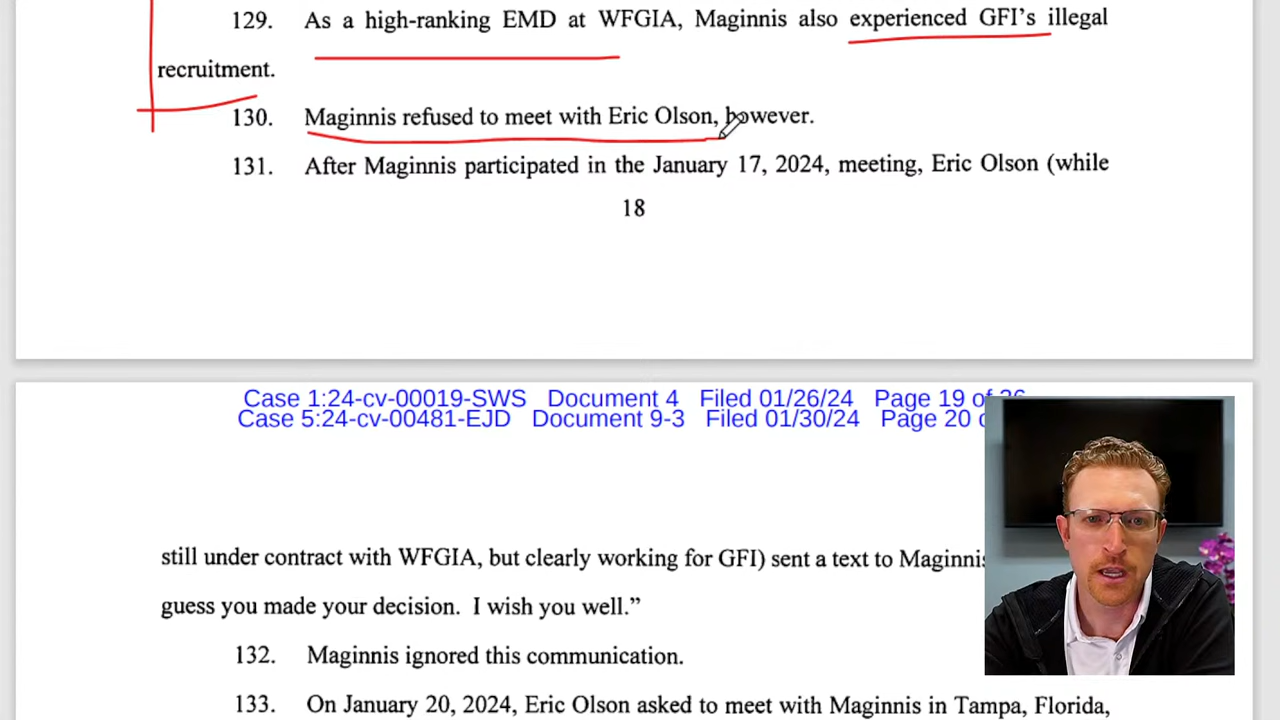 129. As a high-ranking EMD at WFGIA, Maginnis also experienced GFI's illegal
recruitment.
130. Maginnis refused to meet with Eric Olson, however.
131. After Maginnis participated in the January 17, 2024, meeting, Eric Olson (while
18
Case 1:24-cv-00019-SWS Document 4 Filed 01/26/24 Page 19 of 26
Case 5:24-cv-00481-EJD Document 9-3 Filed 01/30/24 Page 20
still under contract with WFGIA, but clearly working for GFI) sent a text to Maginnis
guess you made your decision. I wish you well.”
132. Maginnis ignored this communication.
133. On January 20, 2024, Eric Olson asked to meet with Maginnis in Tampa, Florida,